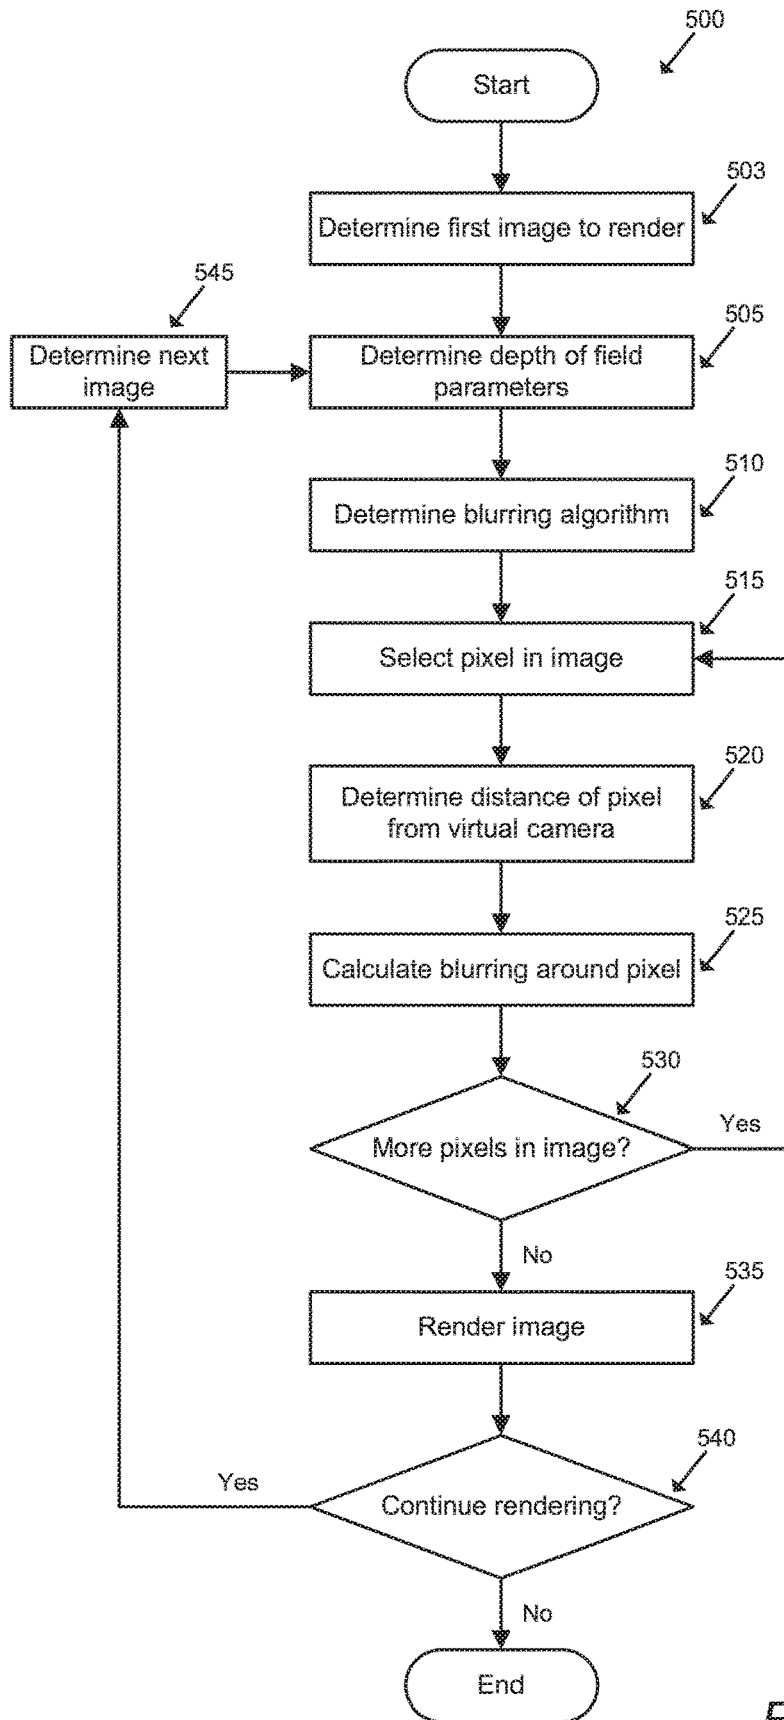 500
Start
503
Determine first image to render
545
Determine next
image
505
Determine depth of field
parameters
510
Determine blurring algorithm
515
Select pixel in image
520
Determine distance of pixel
from virtual camera
525
Calculate blurring around pixel
530
More pixels in image?
Yes
No
535
Render image
540
Continue rendering?
Yes
No
End